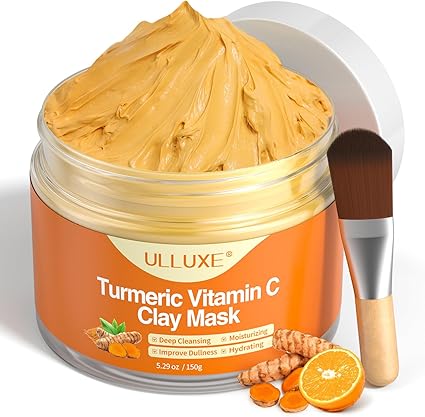 ULLUXE®
Turmeric Vitamin C
Clay Mask
Deep Cleansing Moisturizing
Improve Dullness Hydrating
5.29 oz / 150g